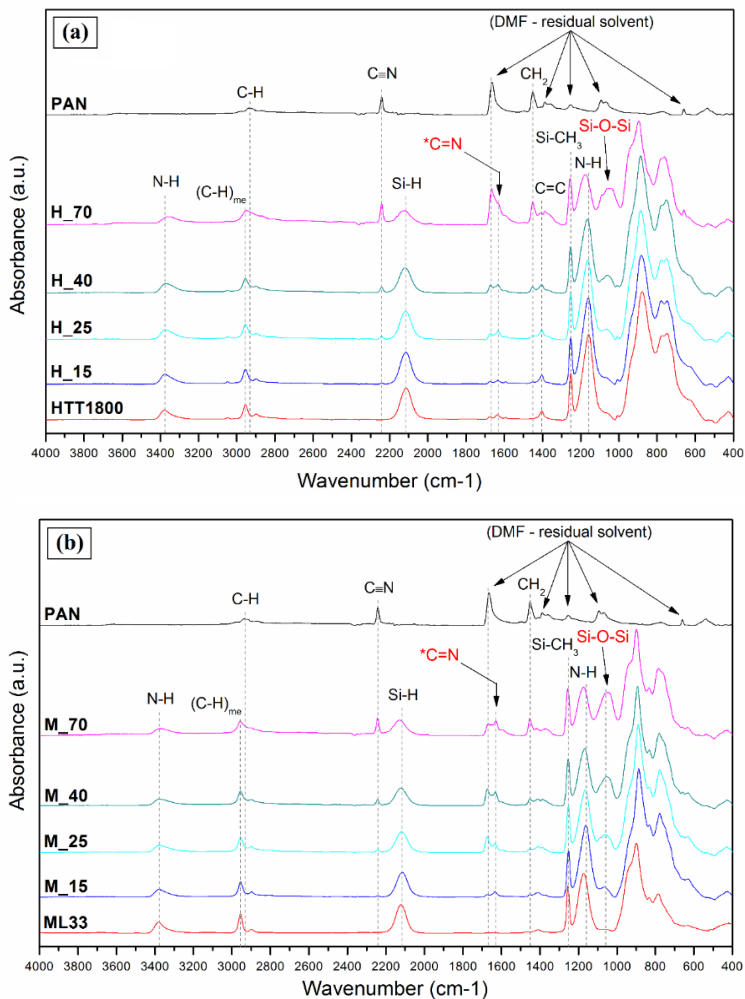 (a)
(DMF - residual solvent)
C≡N
CH₂
C-H
PAN
Si-O-Si
*C=N
Si-CH₃
N-H
Si-H
C=C
N-H
(C-H)me
H_70
H_40
H_25
H_15
HTT1800
Absorbance (a.u.)
4000 3800 3600 3400 3200 3000 2800 2600 2400 2200 2000 1800 1600 1400 1200 1000 800 600 400
Wavenumber (cm-1)
(b)
(DMF - residual solvent)
C≡N
CH₂
C-H
PAN
Si-O-Si
*C=N
Si-CH₃
N-H
N-H
(C-H)me
Si-H
M_70
M_40
M_25
M_15
ML33
Absorbance (a.u.)
4000 3800 3600 3400 3200 3000 2800 2600 2400 2200 2000 1800 1600 1400 1200 1000 800 600 400
Wavenumber (cm-1)